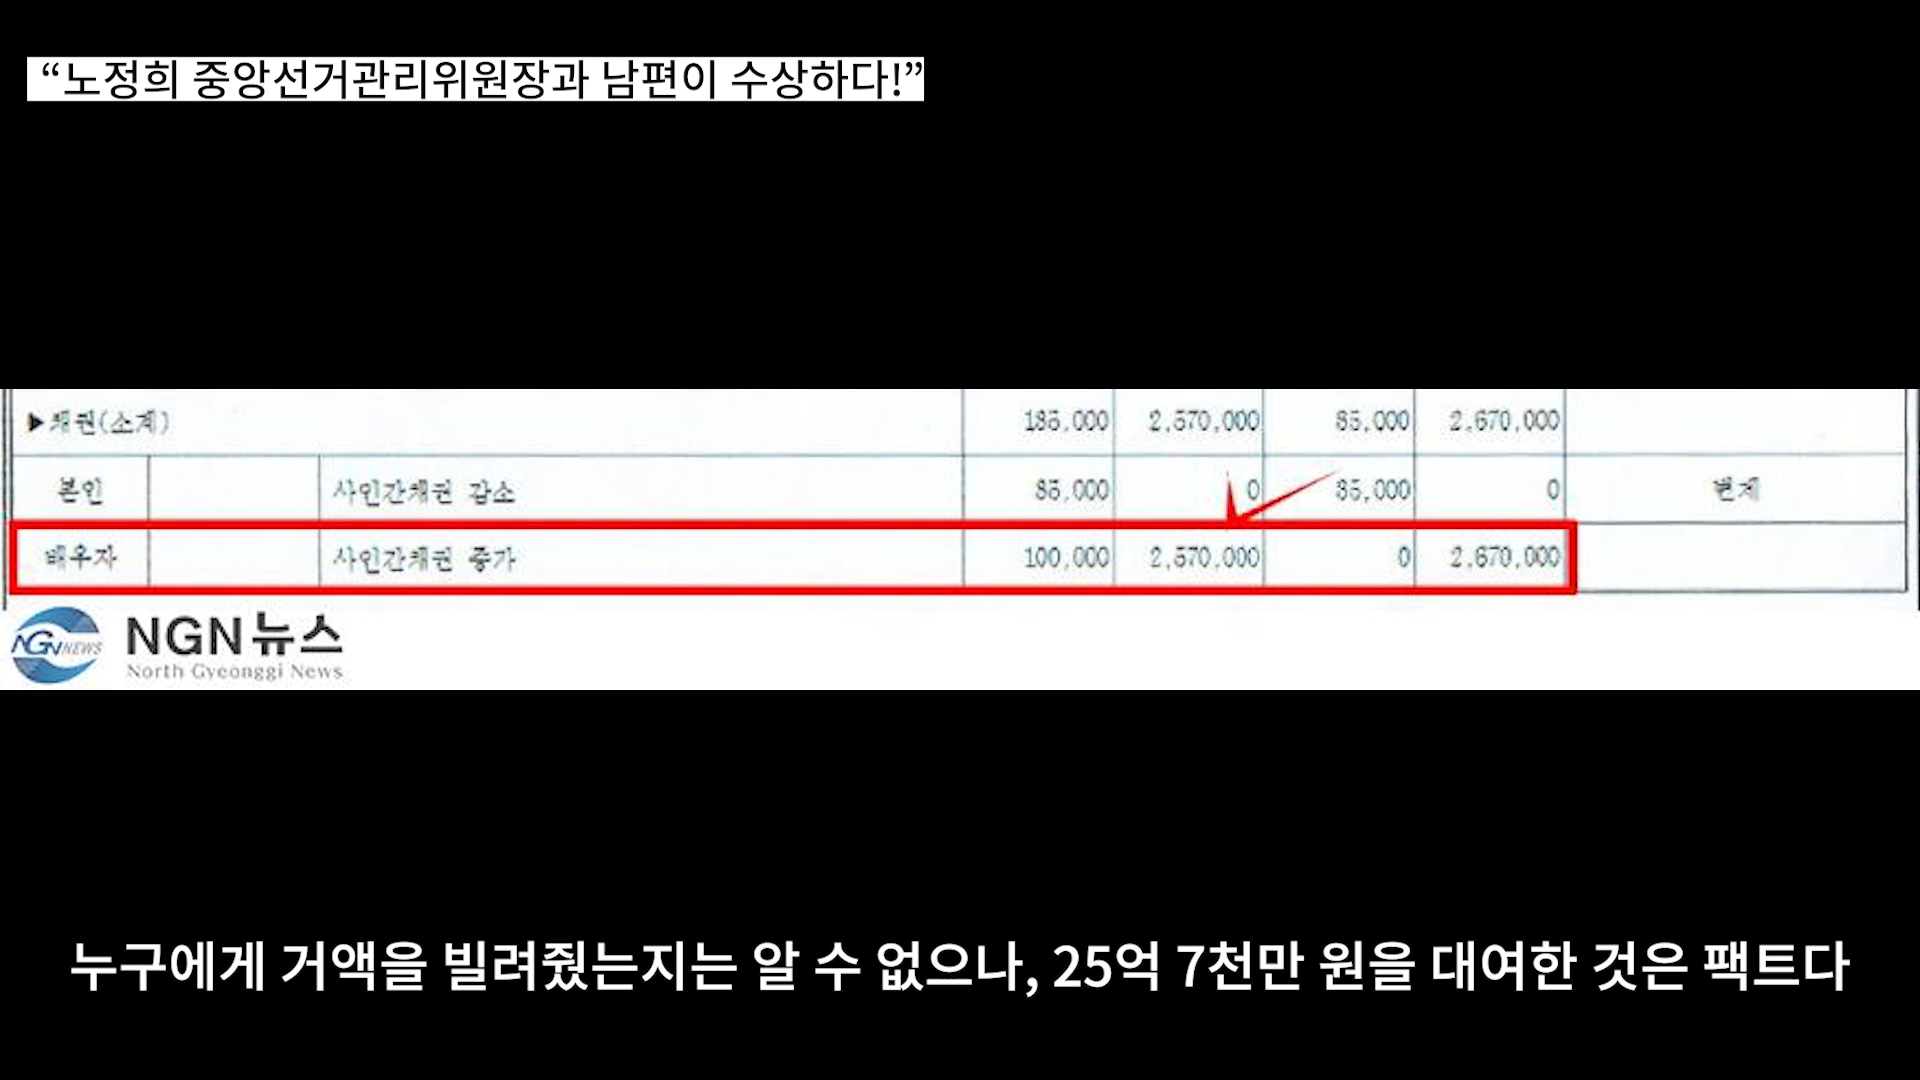 “노정희 중앙선거관리위원장과 남편이 수상하다!”
▶채권(소계) 185,000 2,570,000 85,000 2,670,000
본인 사인간채권 감소 85,000 0 85,000 0 변제
배우자 사인간채권 증가 100,000 2,570,000 0 2,670,000
NGN NEWS NGN뉴스
North Gyeonggi News
누구에게 거액을 빌려줬는지는 알 수 없으나, 25억 7천만 원을 대여한 것은 팩트다